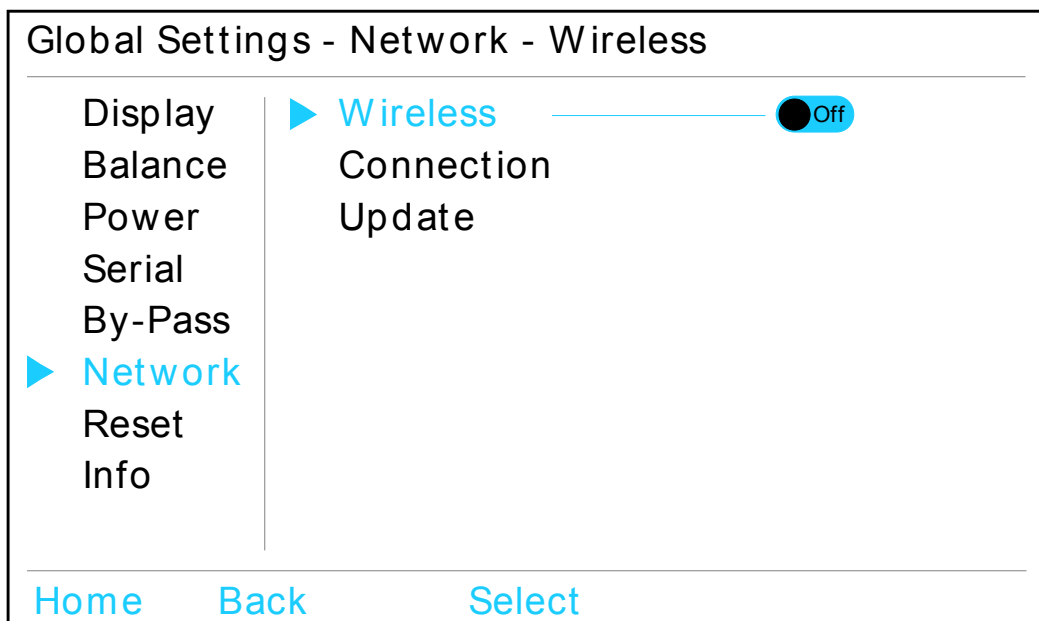 Global Settings - Network - Wireless
Display
Balance
Power
Serial
By-Pass
Network
Reset
Info
Wireless Off
Connection
Update
Home Back Select